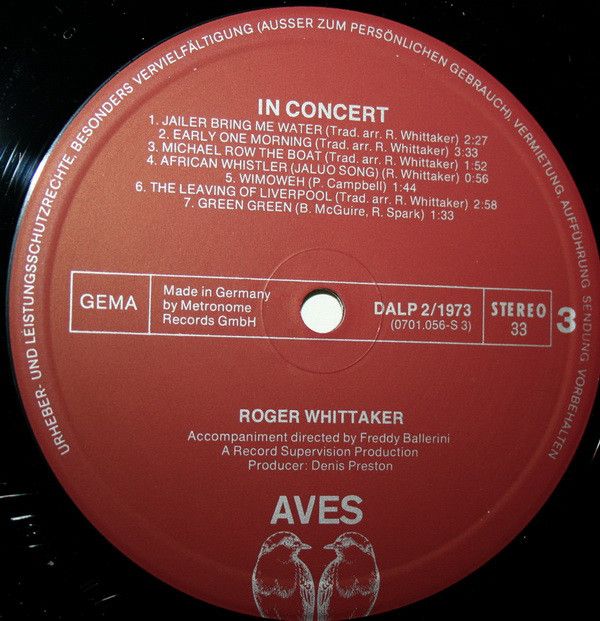 URHEBER- UND LEISTUNGSSCHUTZRECHTE, BESONDERS VERVIELFÄLTIGUNG (AUSSER ZUM PERSÖNLICHEN GEBRAUCH), VERMIETUNG, AUFFÜHRUNG SENDUNG VORBEHALTEN
IN CONCERT
1. JAILER BRING ME WATER (Trad. arr. R. Whittaker) 2:27
2. EARLY ONE MORNING (Trad. arr. R. Whittaker) 3:33
3. MICHAEL ROW THE BOAT (Trad. arr. R. Whittaker) 1:52
4. AFRICAN WHISTLER (JALUO SONG) (R. Whittaker) 0:56
5. WIMOWEH (P. Campbell) 1:44
6. THE LEAVING OF LIVERPOOL (Trad. arr. R. Whittaker) 2:58
7. GREEN GREEN (B. McGuire, R. Spark) 1:33
GEMA
Made in Germany
by Metronome
Records GmbH
DALP 2/1973
(0701.056-S 3)
STEREO
33
3
ROGER WHITTAKER
Accompaniment directed by Freddy Ballerini
A Record Supervision Production
Producer: Denis Preston
AVES